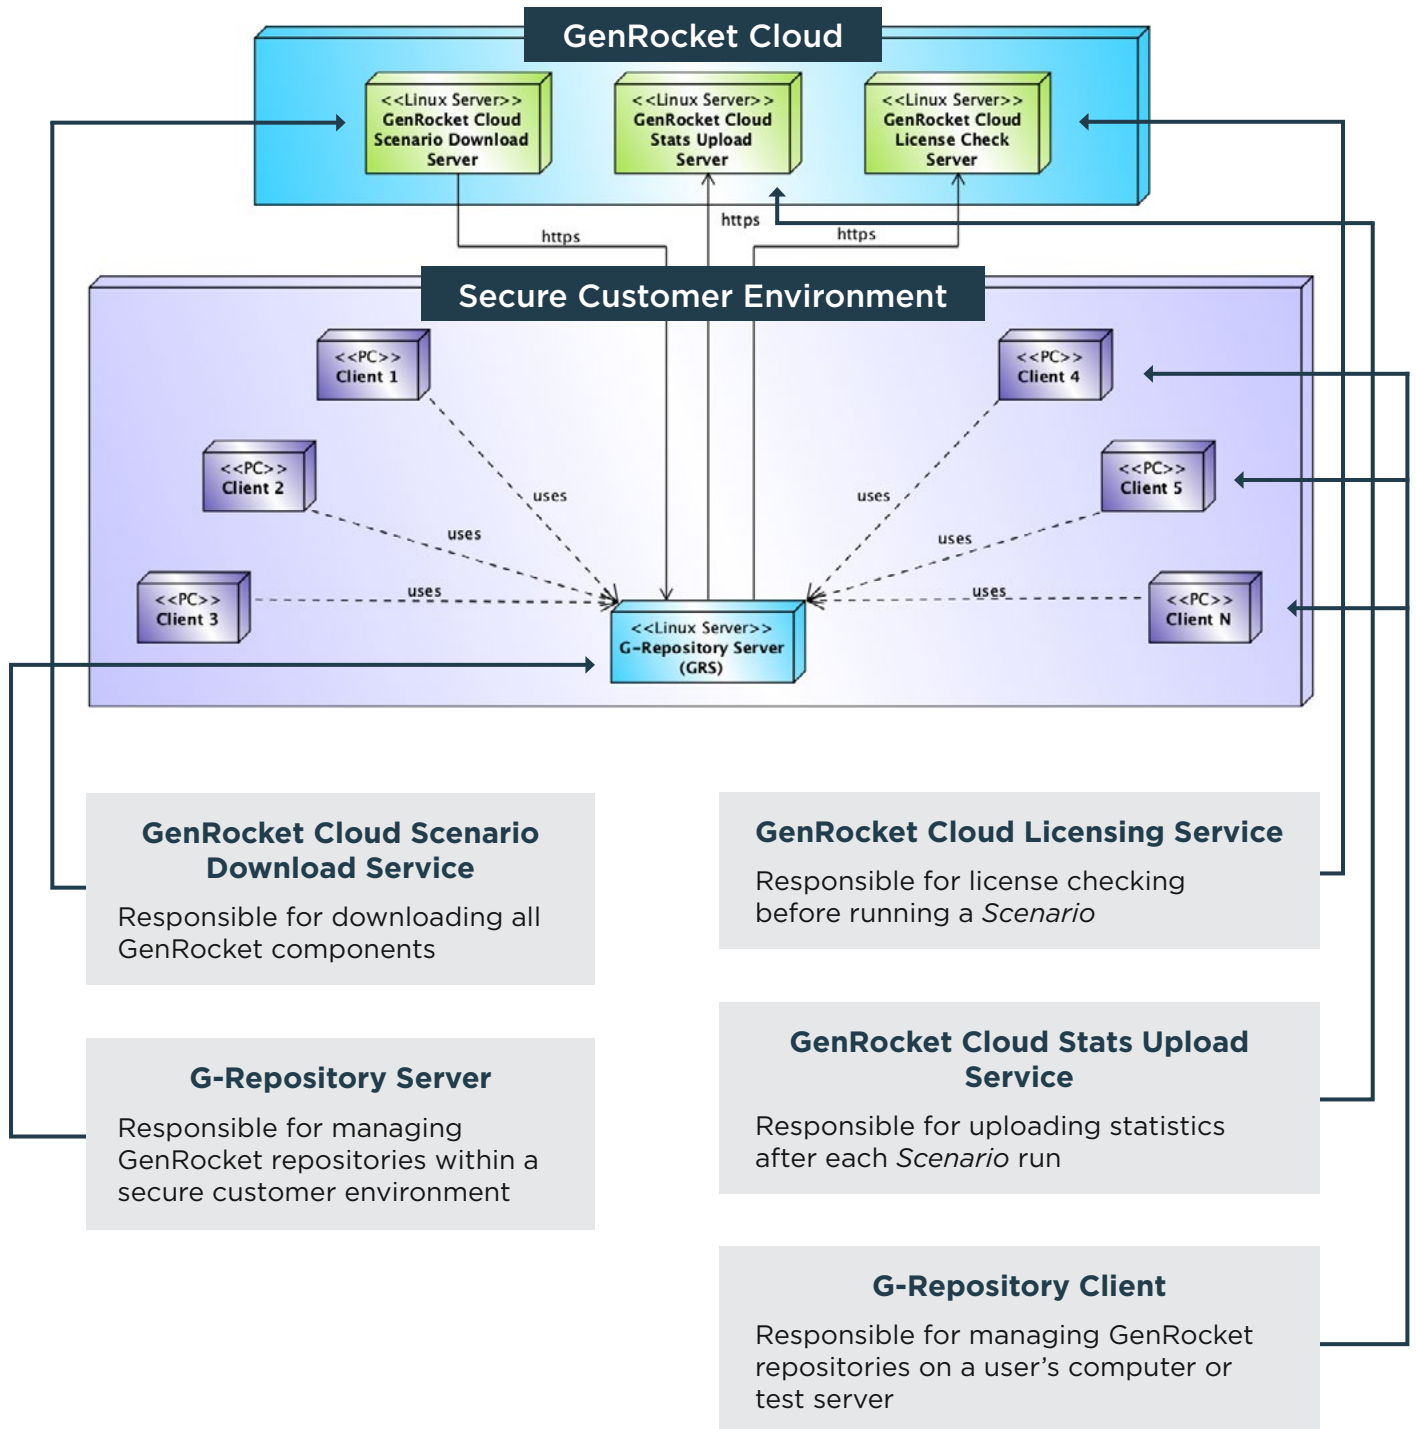 GenRocket Cloud
<<Linux Server>>
GenRocket Cloud
Scenario Download
Server
<<Linux Server>>
GenRocket Cloud
Stats Upload
Server
<<Linux Server>>
GenRocket Cloud
License Check
Server
https
https
https
Secure Customer Environment
<<PC>>
Client 1
<<PC>>
Client 4
<<PC>>
Client 2
<<PC>>
Client 5
uses
uses
uses
uses
<<PC>>
Client 3
uses
uses
<<PC>>
Client N
<<Linux Server>>
G-Repository Server
(GRS)
GenRocket Cloud Scenario
Download Service
Responsible for downloading all
GenRocket components
G-Repository Server
Responsible for managing
GenRocket repositories within a
secure customer environment
GenRocket Cloud Licensing Service
Responsible for license checking
before running a Scenario
GenRocket Cloud Stats Upload
Service
Responsible for uploading statistics
after each Scenario run
G-Repository Client
Responsible for managing GenRocket
repositories on a user's computer or
test server